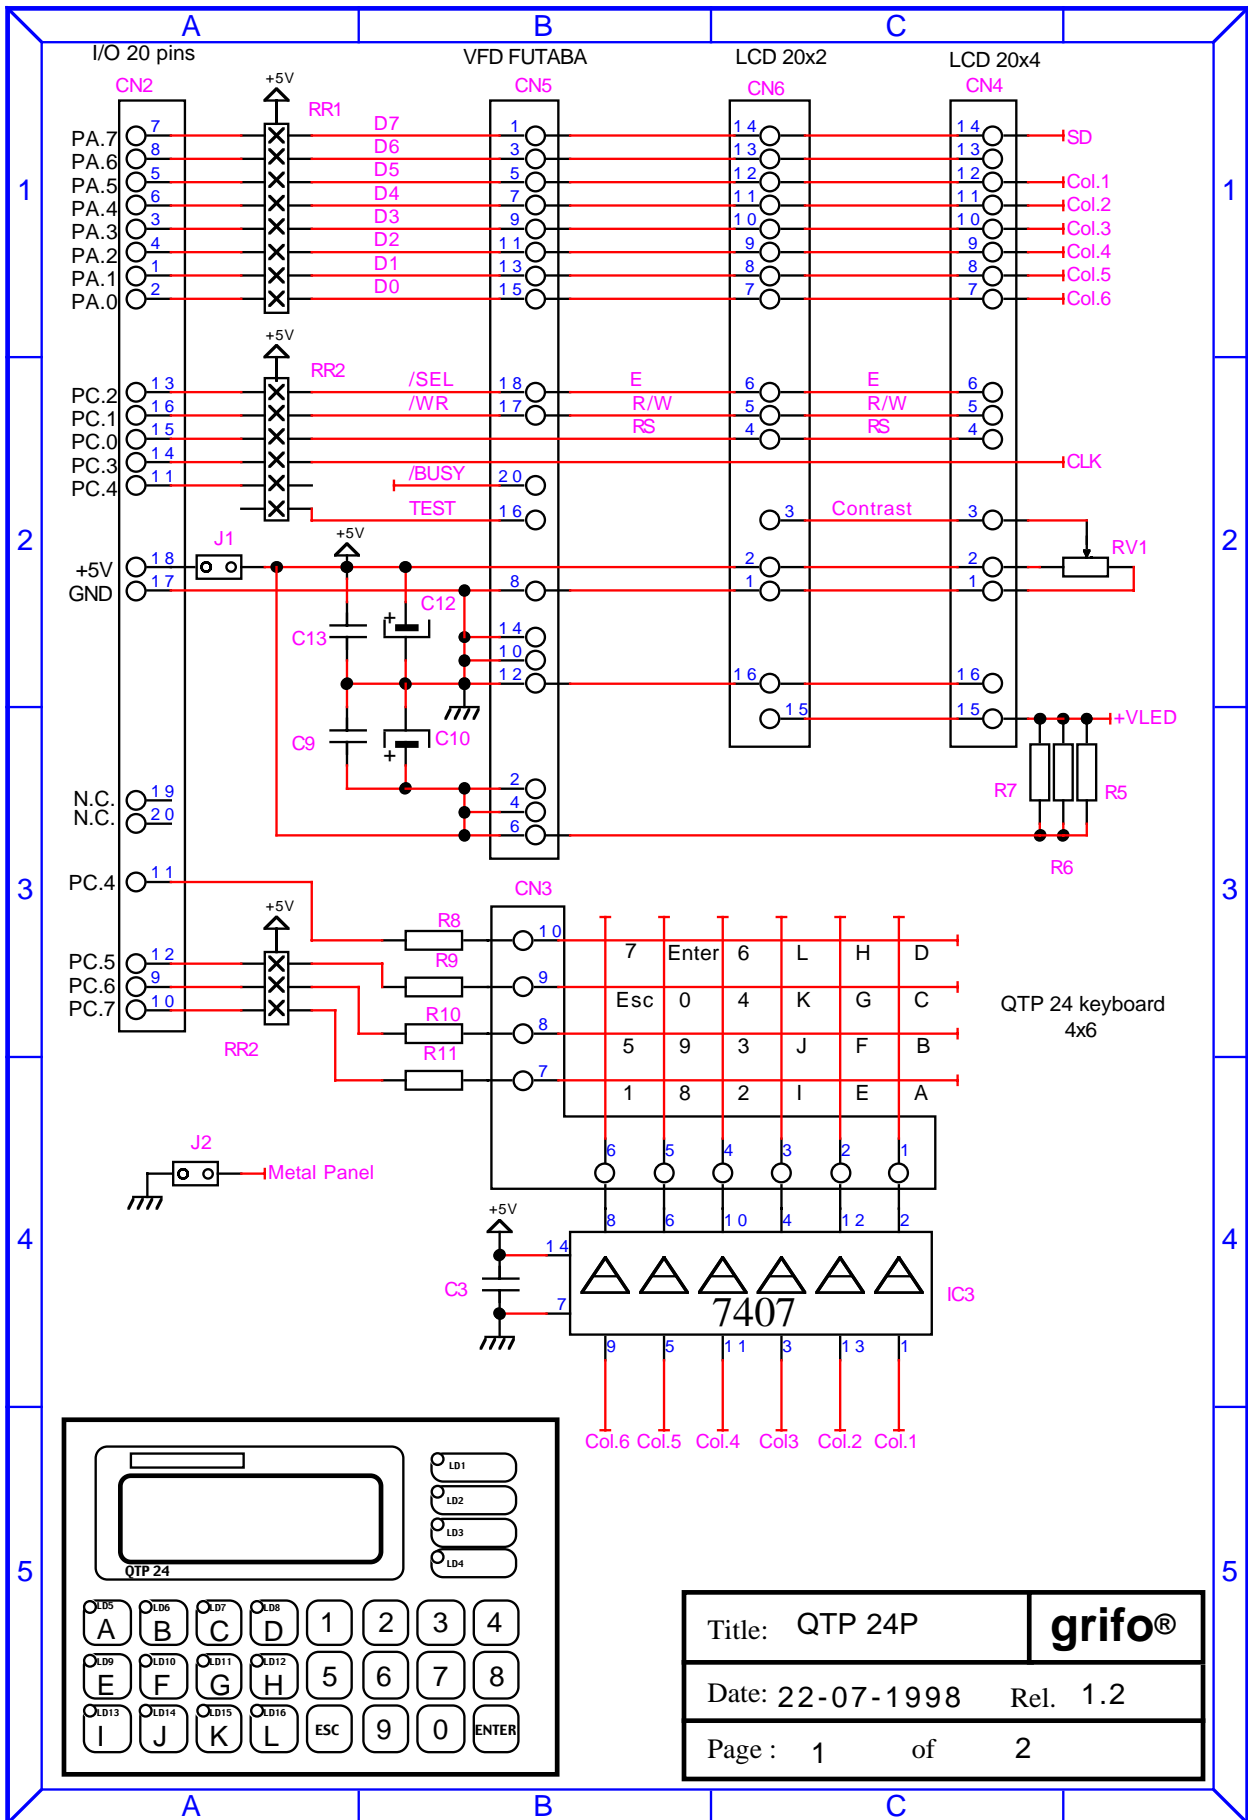 A B C
I/O 20 pins VFD FUTABA LCD 20x2 LCD 20x4
CN2 +5V CN5 CN6 CN4
RR1
PA.7 7 D7 1 14 14 SD
PA.6 8 D6 3 13 13
PA.5 5 D5 5 12 12 Col.1
1 PA.4 6 D4 7 11 11 Col.2 1
PA.3 3 D3 9 10 10 Col.3
PA.2 4 D2 11 9 9 Col.4
PA.1 1 D1 13 8 8 Col.5
PA.0 2 D0 15 7 7 Col.6
+5V
RR2
PC.2 13 /SEL 18 E 6 E 6
PC.1 16 /WR 17 R/W 5 R/W 5
PC.0 15 RS 4 RS 4
PC.3 14 CLK
PC.4 11 /BUSY 20
TEST 16 3 Contrast 3
2 J1 +5V RV1 2
+5V 18 2 2
GND 17 8 1 1
C12
C13 14
10
12 16 16
15 15 +VLED
C9 C10
2 R7 R5
N.C. 19 4
N.C. 20 6
R6
3 PC.4 11 CN3 3
+5V R8 10
7 Enter 6 L H D
PC.5 12 R9 9
PC.6 9 Esc 0 4 K G C QTP 24 keyboard
PC.7 10 R10 8 4x6
RR2 R11 5 9 3 J F B
7
1 8 2 I E A
J2 6 5 4 3 2 1
Metal Panel
+5V 8 6 10 4 12 2
4 14 4
C3 7 7407 IC3
9 5 11 3 13 1
Col.6 Col.5 Col.4 Col3 Col.2 Col.1
LD1
LD2
LD3
LD4
QTP 24
5 5
LD5 LD6 LD7 LD8
A B C D 1 2 3 4
LD9 LD10 LD11 LD12
E F G H 5 6 7 8
LD13 LD14 LD15 LD16
I J K L ESC 9 0 ENTER
Title: QTP 24P grifo®
Date: 22-07-1998 Rel. 1.2
Page : 1 of 2
A B C